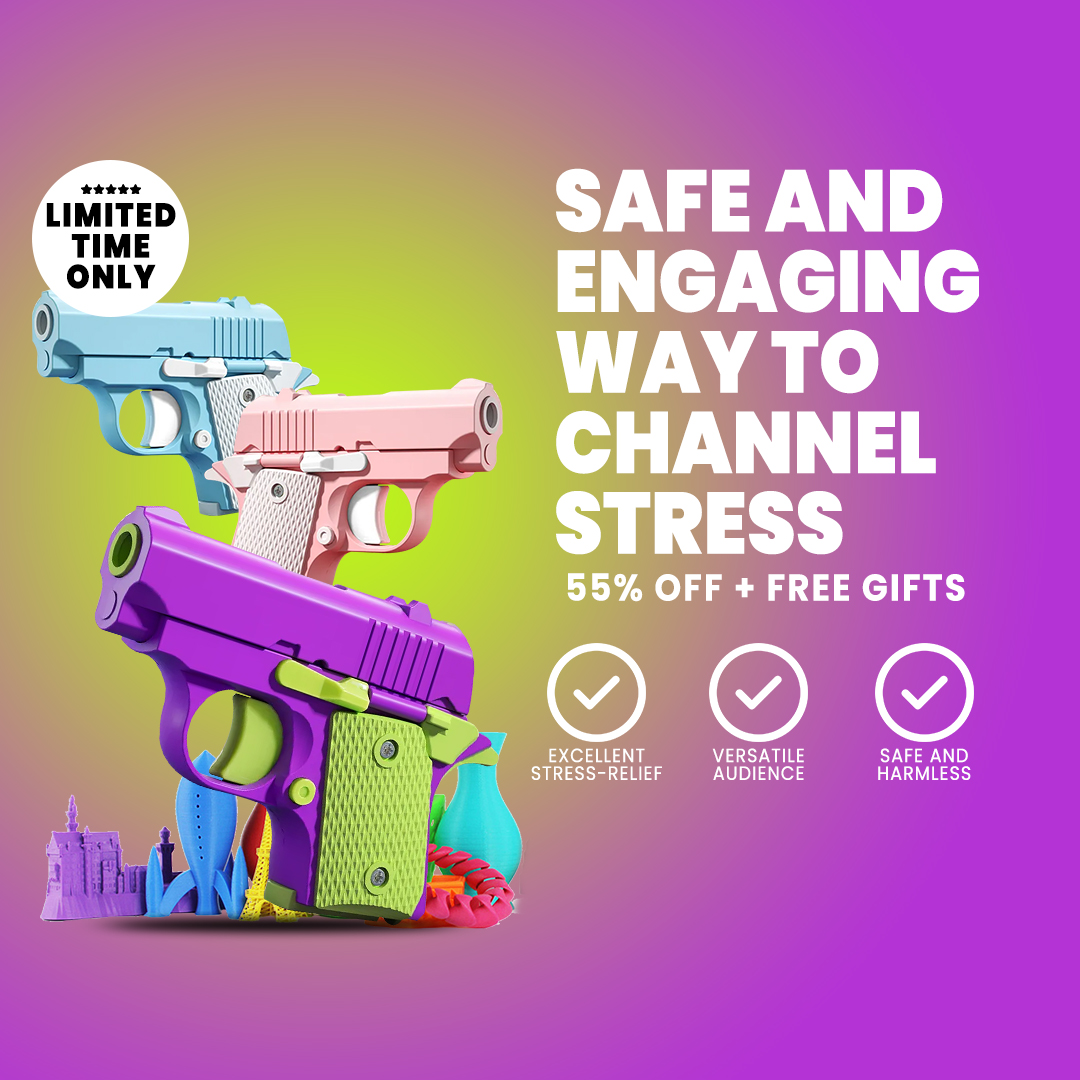 ★★★★★
LIMITED
TIME
ONLY
SAFE AND
ENGAGING
WAY TO
CHANNEL
STRESS
55% OFF + FREE GIFTS
EXCELLENT
STRESS-RELIEF
VERSATILE
AUDIENCE
SAFE AND
HARMLESS